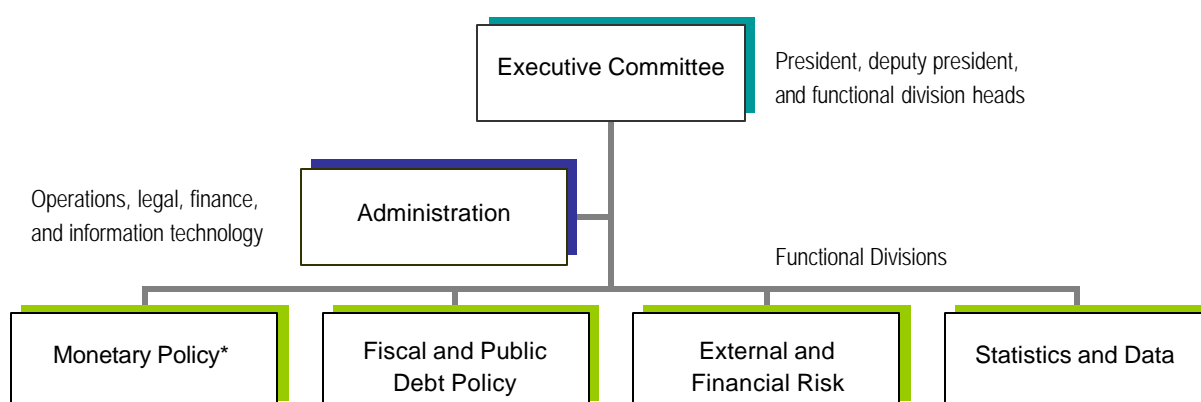 Executive Committee
President, deputy president,
and functional division heads
Operations, legal, finance,
and information technology
Administration
Functional Divisions
Monetary Policy*
Fiscal and Public
Debt Policy
External and
Financial Risk
Statistics and Data